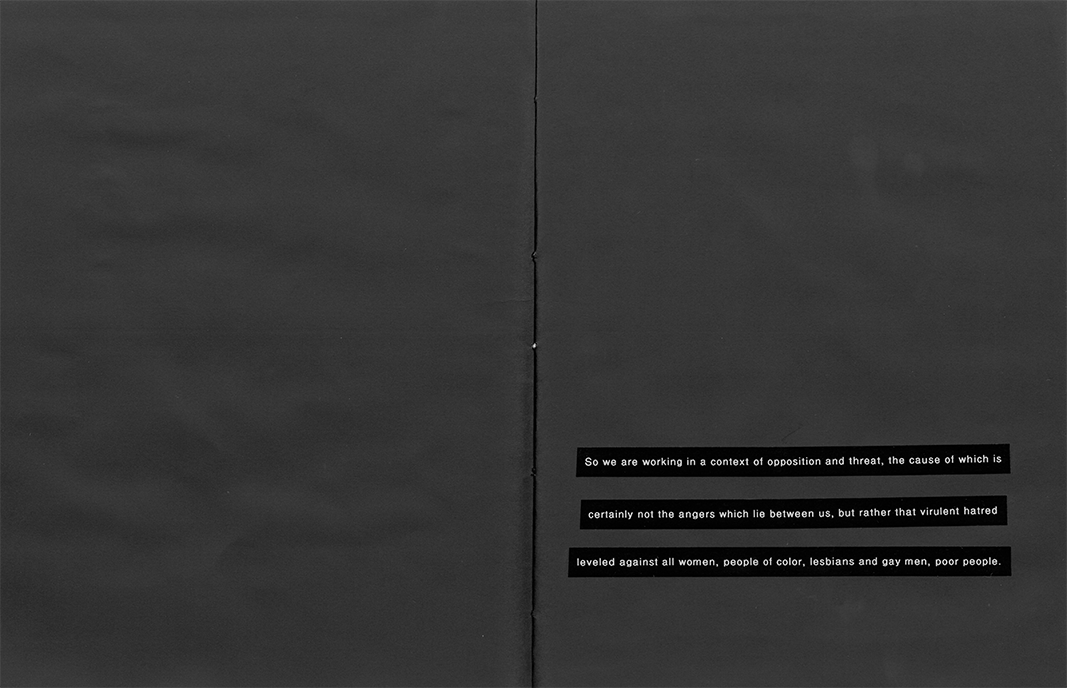 So we are working in a context of opposition and threat, the cause of which is
certainly not the angers which lie between us, but rather that virulent hatred
leveled against all women, people of color, lesbians and gay men, poor people.